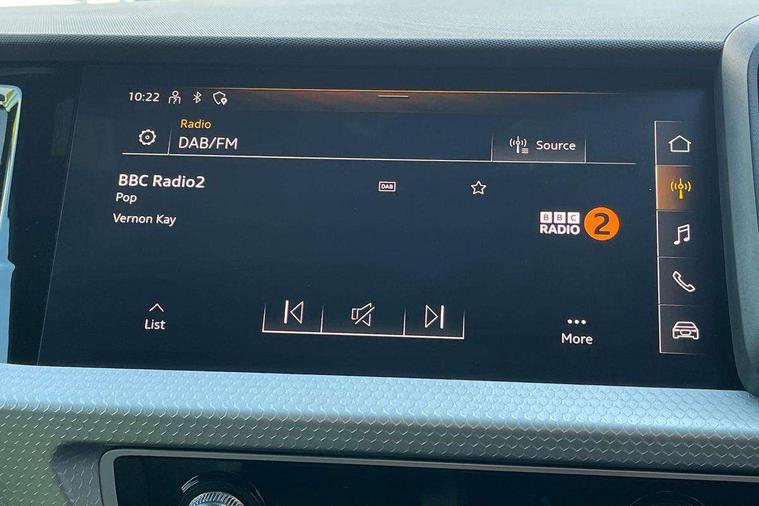 10:22
Radio
DAB/FM
Source
BBC Radio2
DAB
Pop
Vernon Kay
BBC
RADIO 2
List
More